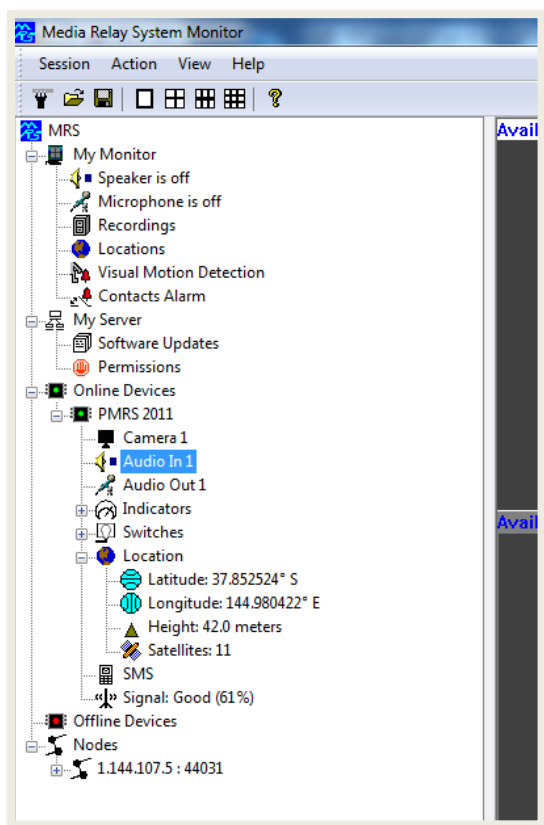 Media Relay System Monitor
Session Action View Help
MRS
Avail
My Monitor
Speaker is off
Microphone is off
Recordings
Locations
Visual Motion Detection
Contacts Alarm
My Server
Software Updates
Permissions
Online Devices
PMRS 2011
Camera 1
Audio In 1
Audio Out 1
Indicators
Switches
Avail
Location
Latitude: 37.852524° S
Longitude: 144.980422° E
Height: 42.0 meters
Satellites: 11
SMS
Signal: Good (61%)
Offline Devices
Nodes
1.144.107.5 : 44031